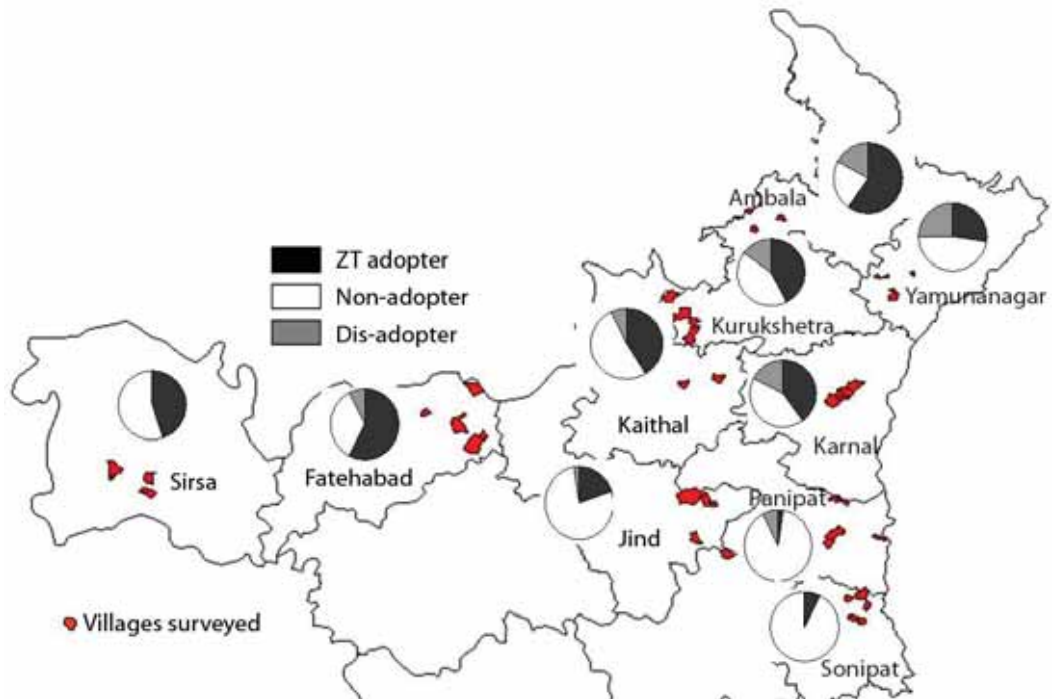 Ambala
ZT adopter
Non-adopter
Dis-adopter
Yamunanagar
Kurukshetra
Kaithal
Karnal
Sirsa
Fatehabad
Panipat
Jind
Villages surveyed
Sonipat